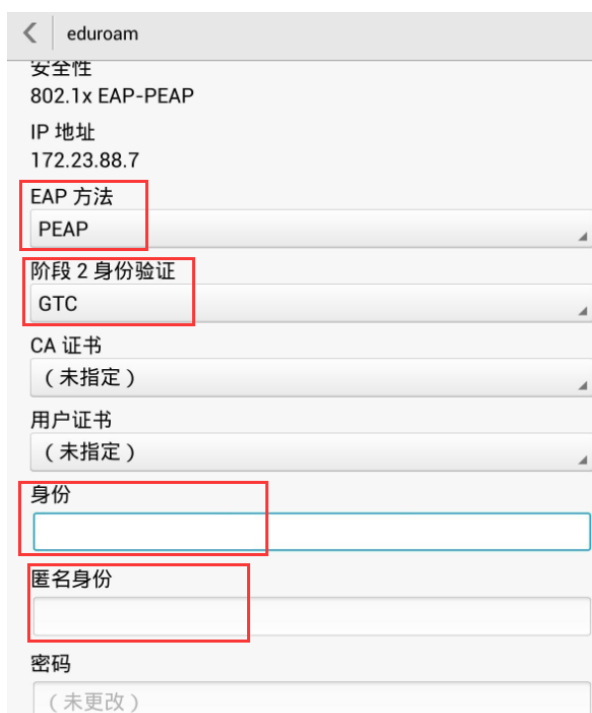 eduroam
安全性
802.1x EAP-PEAP
IP 地址
172.23.88.7
EAP 方法
PEAP
阶段 2 身份验证
GTC
CA 证书
（未指定）
用户证书
（未指定）
身份
匿名身份
密码
（未更改）